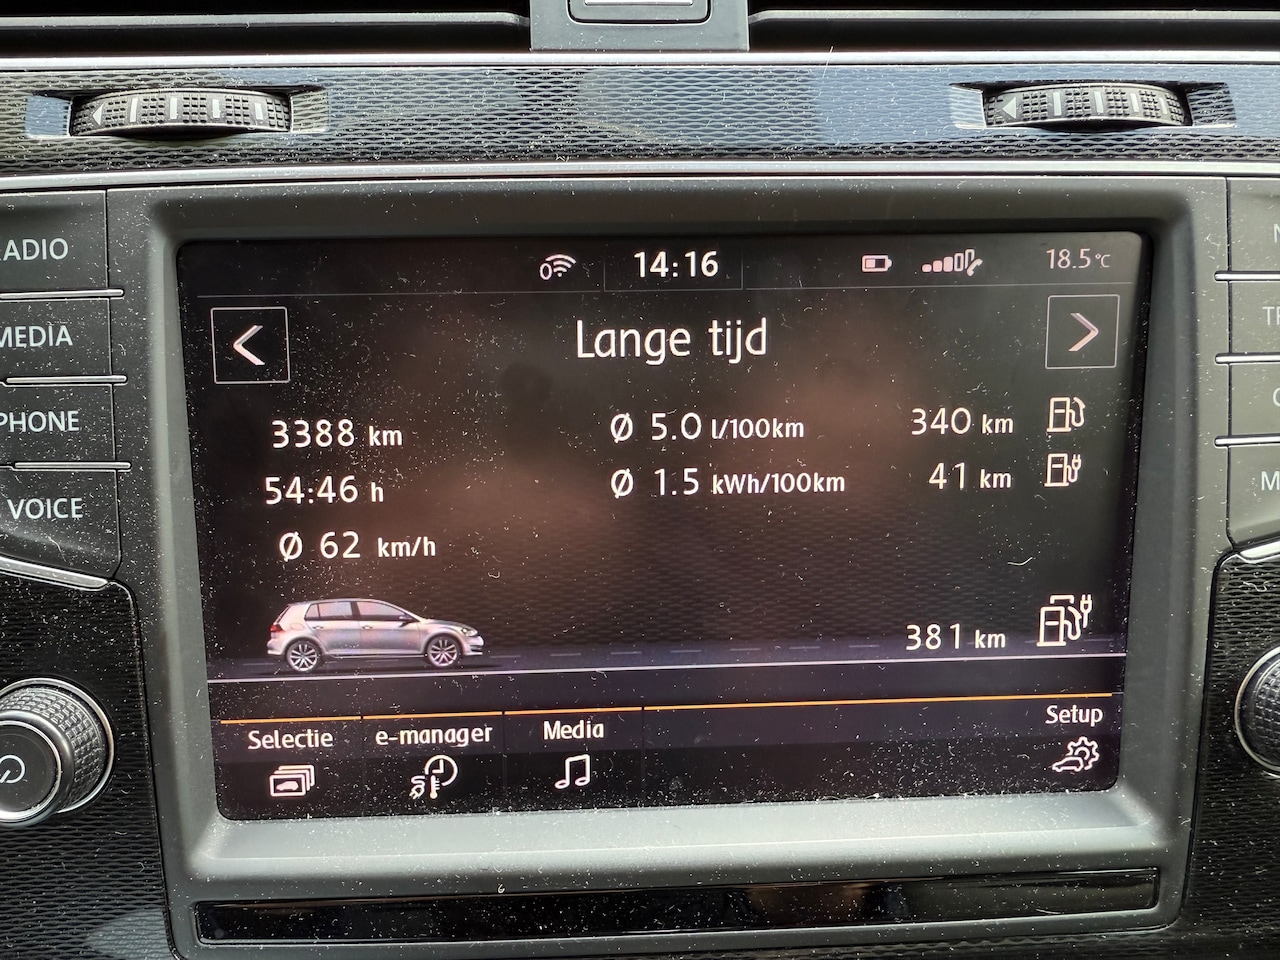 RADIO
MEDIA
PHONE
VOICE
14:16
18.5°C
Lange tijd
3388 km
Ø 5.0 l/100km
340 km
54:46 h
Ø 1.5 kWh/100km
41 km
Ø 62 km/h
381 km
Selectie
e-manager
Media
Setup